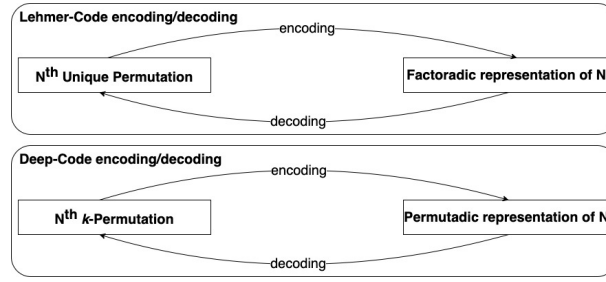 Lehmer-Code encoding/decoding
encoding
Nth Unique Permutation
Factoradic representation of N
decoding
Deep-Code encoding/decoding
encoding
Nth k-Permutation
Permutadic representation of N
decoding